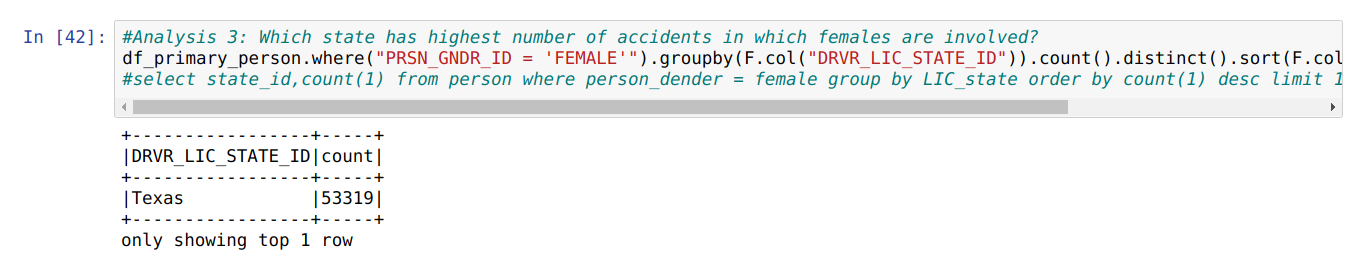 In [42]: #Analysis 3: Which state has highest number of accidents in which females are involved?
df_primary_person.where("PRSN_GNDR_ID = 'FEMALE'").groupby(F.col("DRVR_LIC_STATE_ID")).count().distinct().sort(F.col
#select state_id,count(1) from person where person_dender = female group by LIC_state order by count(1) desc limit 1
+-----------------+-----+
|DRVR_LIC_STATE_ID|count|
+-----------------+-----+
|Texas            |53319|
+-----------------+-----+
only showing top 1 row